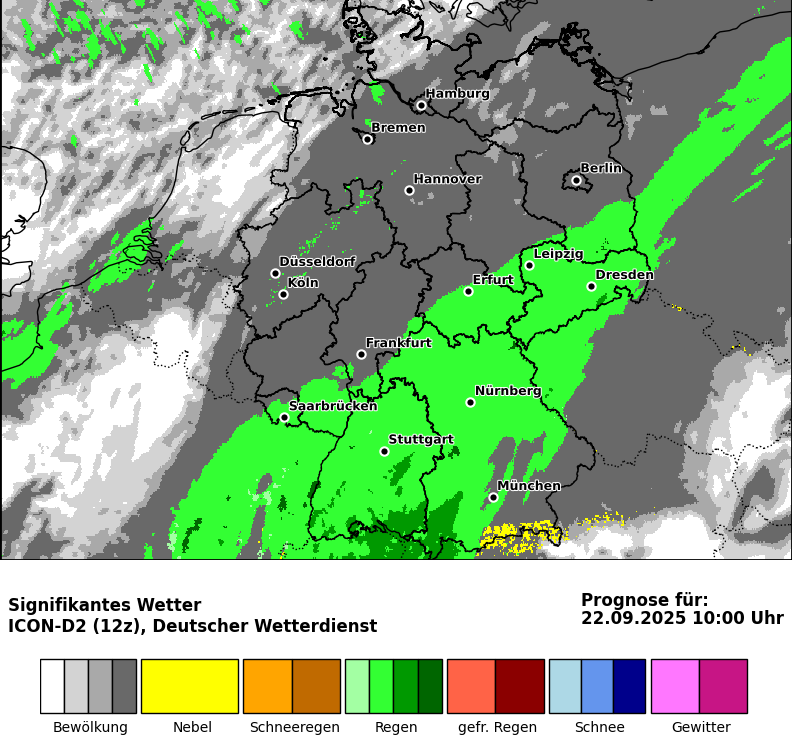 Hamburg
Bremen
Berlin
Hannover
Leipzig
Düsseldorf
Dresden
Erfurt
Köln
Frankfurt
Nürnberg
Saarbrücken
Stuttgart
München
Signifikantes Wetter
ICON-D2 (12z), Deutscher Wetterdienst
Prognose für:
22.09.2025 10:00 Uhr
Bewölkung
Nebel
Schneeregen
Regen
gefr. Regen
Schnee
Gewitter